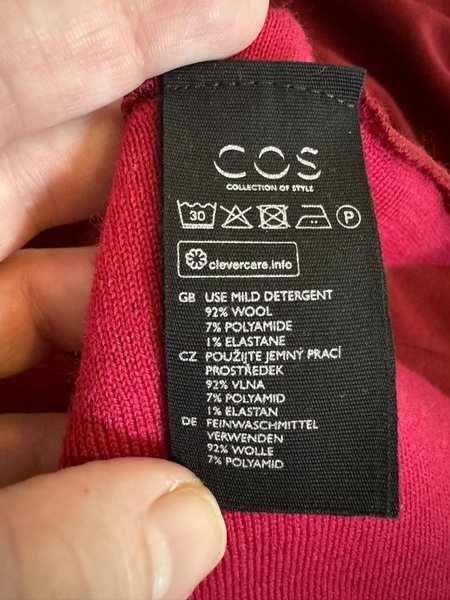 COS
COLLECTION OF STYLE
30
P
clevercare.info
GB USE MILD DETERGENT
92% WOOL
7% POLYAMIDE
1% ELASTANE
CZ POUŽIJTE JEMNÝ PRACÍ
PROSTŘEDEK
92% VLNA
7% POLYAMID
1% ELASTAN
DE FEINWASCHMITTEL
VERWENDEN
92% WOLLE
7% POLYAMID